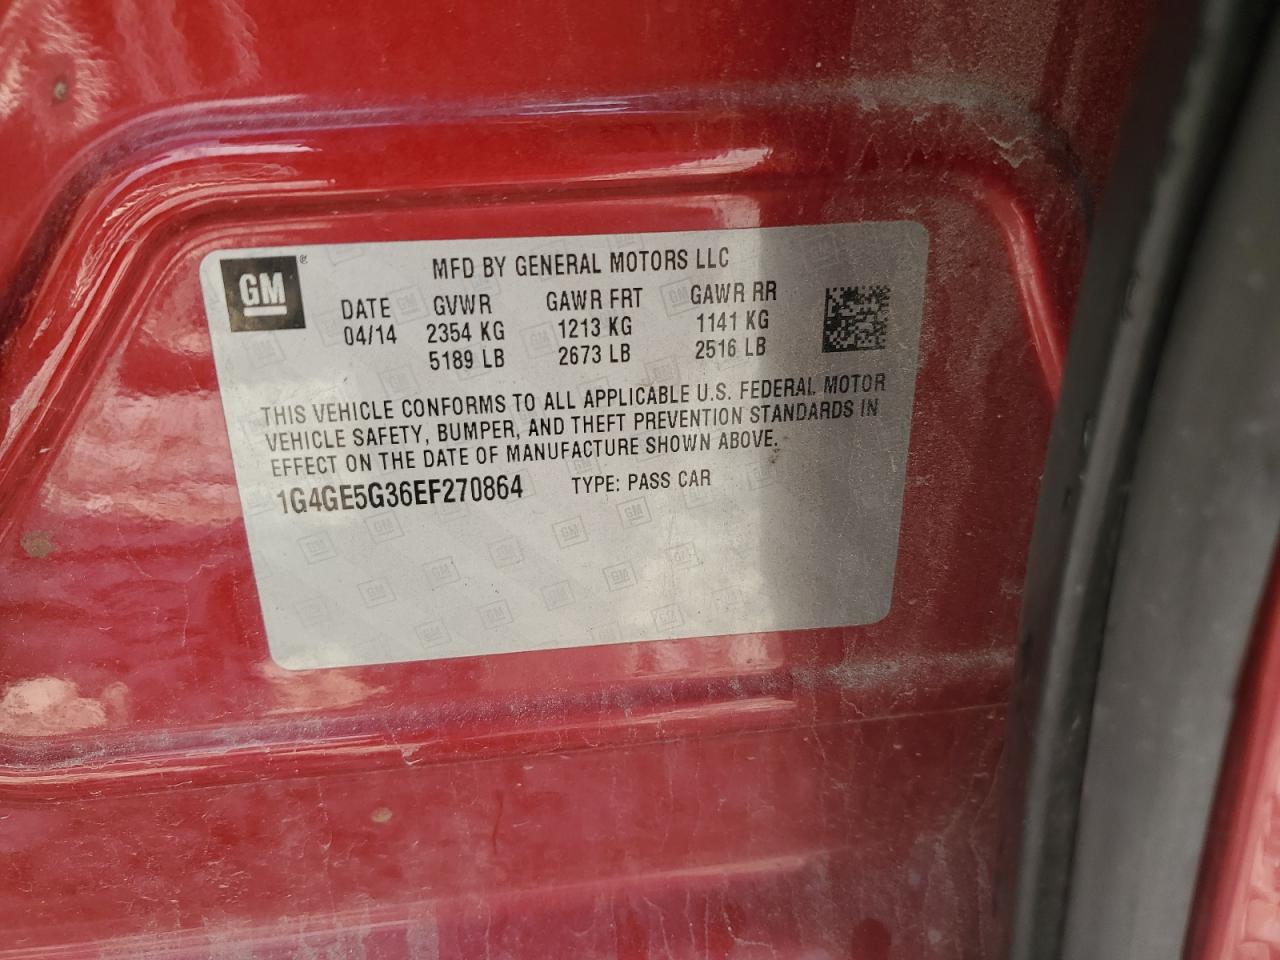 GM®
MFD BY GENERAL MOTORS LLC
DATE GVWR GAWR FRT GAWR RR
04/14 2354 KG 1213 KG 1141 KG
5189 LB 2673 LB 2516 LB
THIS VEHICLE CONFORMS TO ALL APPLICABLE U.S. FEDERAL MOTOR
VEHICLE SAFETY, BUMPER, AND THEFT PREVENTION STANDARDS IN
EFFECT ON THE DATE OF MANUFACTURE SHOWN ABOVE.
1G4GE5G36EF270864 TYPE: PASS CAR